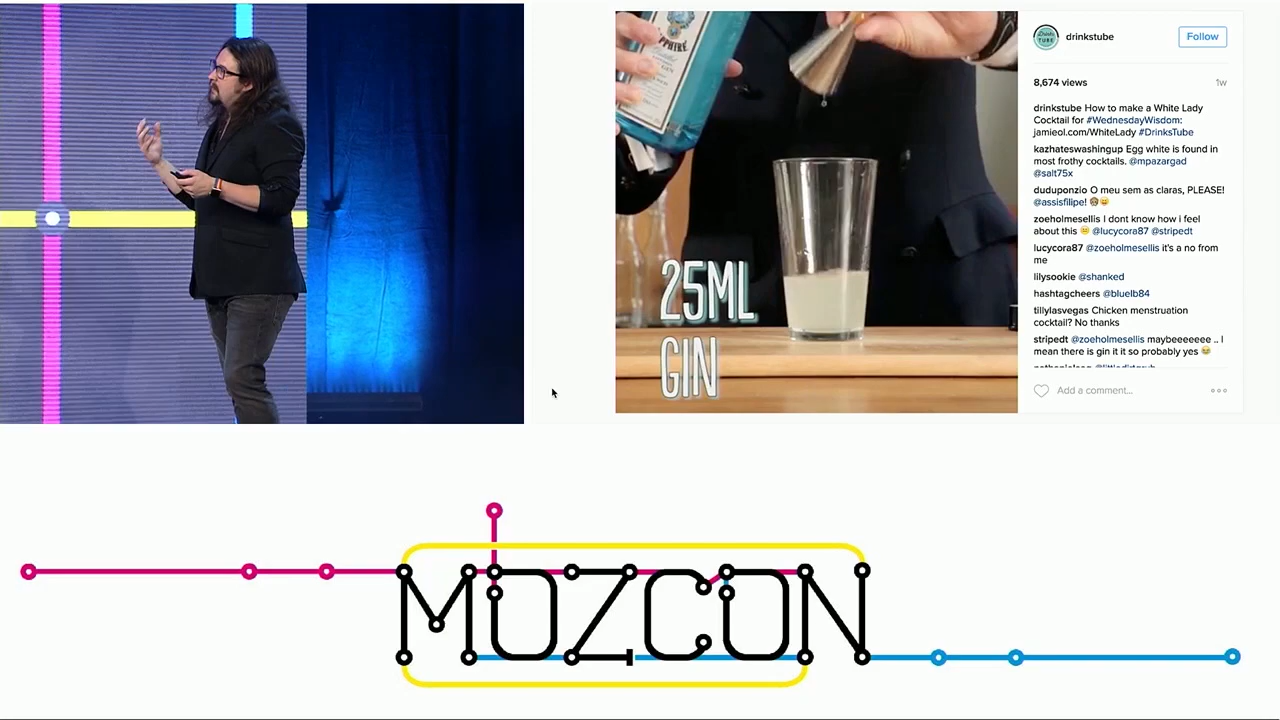 SAPPHIRE
25ML
GIN
drinkstube
Follow
8,674 views
1w
drinkstube How to make a White Lady
Cocktail for #WednesdayWisdom:
jamieol.com/WhiteLady #DrinksTube
kazhateswashingup Egg white is found in
most frothy cocktails. @mpazargad
@salt75x
duduponzio O meu sem as claras, PLEASE!
@assisfilipe!
zoeholmesellis I dont know how i feel
about this @lucycora87 @stripedt
lucycora87 @zoeholmesellis it's a no from
me
lilysookie @shanked
hashtagcheers @bluelb84
tillylasvegas Chicken menstruation
cocktail? No thanks
stripedt @zoeholmesellis maybeeeeeee .. I
mean there is gin it it so probably yes
Add a comment...
MOZCON